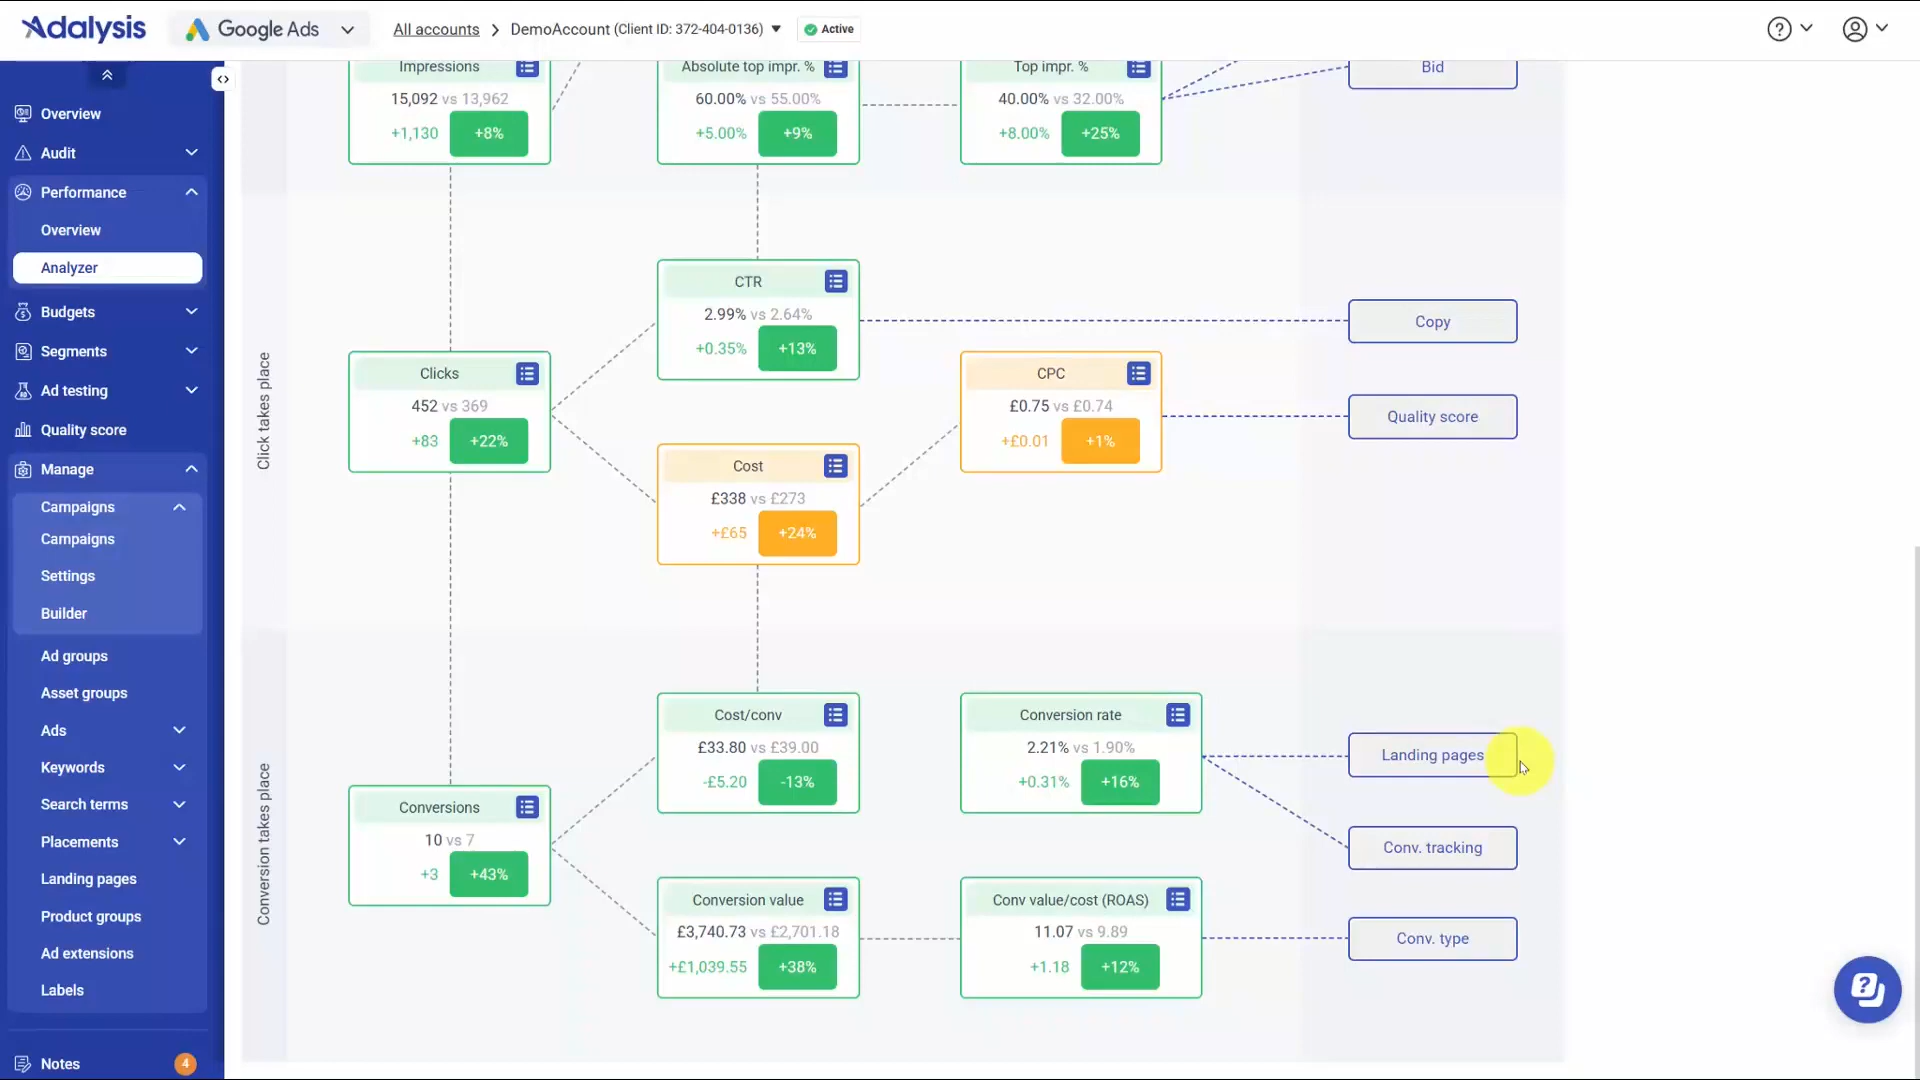 Adalysis
Google Ads
All accounts > DemoAccount (Client ID: 372-404-0136)
Active
Overview
Audit
Performance
Overview
Analyzer
Budgets
Segments
Ad testing
Quality score
Manage
Campaigns
Campaigns
Settings
Builder
Ad groups
Asset groups
Ads
Keywords
Search terms
Placements
Landing pages
Product groups
Ad extensions
Labels
Notes
4
Impressions
15,092 vs 13,962
+1,130 +8%
Absolute top impr. %
60.00% vs 55.00%
+5.00% +9%
Top impr. %
40.00% vs 32.00%
+8.00% +25%
Bid
Click takes place
Clicks
452 vs 369
+83 +22%
CTR
2.99% vs 2.64%
+0.35% +13%
Cost
£338 vs £273
+£65 +24%
CPC
£0.75 vs £0.74
+£0.01 +1%
Copy
Quality score
Conversion takes place
Conversions
10 vs 7
+3 +43%
Cost/conv
£33.80 vs £39.00
-£5.20 -13%
Conversion rate
2.21% vs 1.90%
+0.31% +16%
Conversion value
£3,740.73 vs £2,701.18
+£1,039.55 +38%
Conv value/cost (ROAS)
11.07 vs 9.89
+1.18 +12%
Landing pages
Conv. tracking
Conv. type